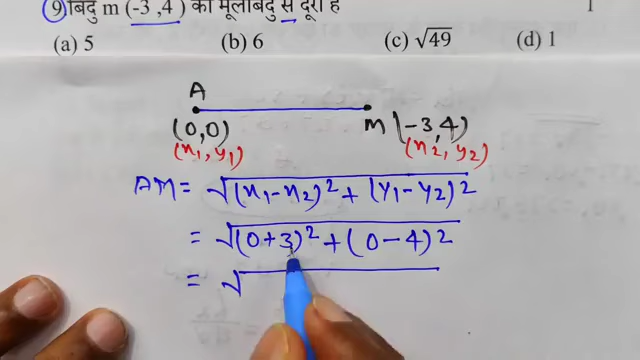 9) बिंदु m (-3,4) की मूलबिंदु से दूरी है
1
(a) 5 (b) 6 (c) √49 (d) 1
A
(0,0) m (-3,4)
(x₁, y₁) (x₂, y₂)
AM = √(x₁-x₂)² + (y₁-y₂)²
= √(0+3)² + (0-4)²
= √